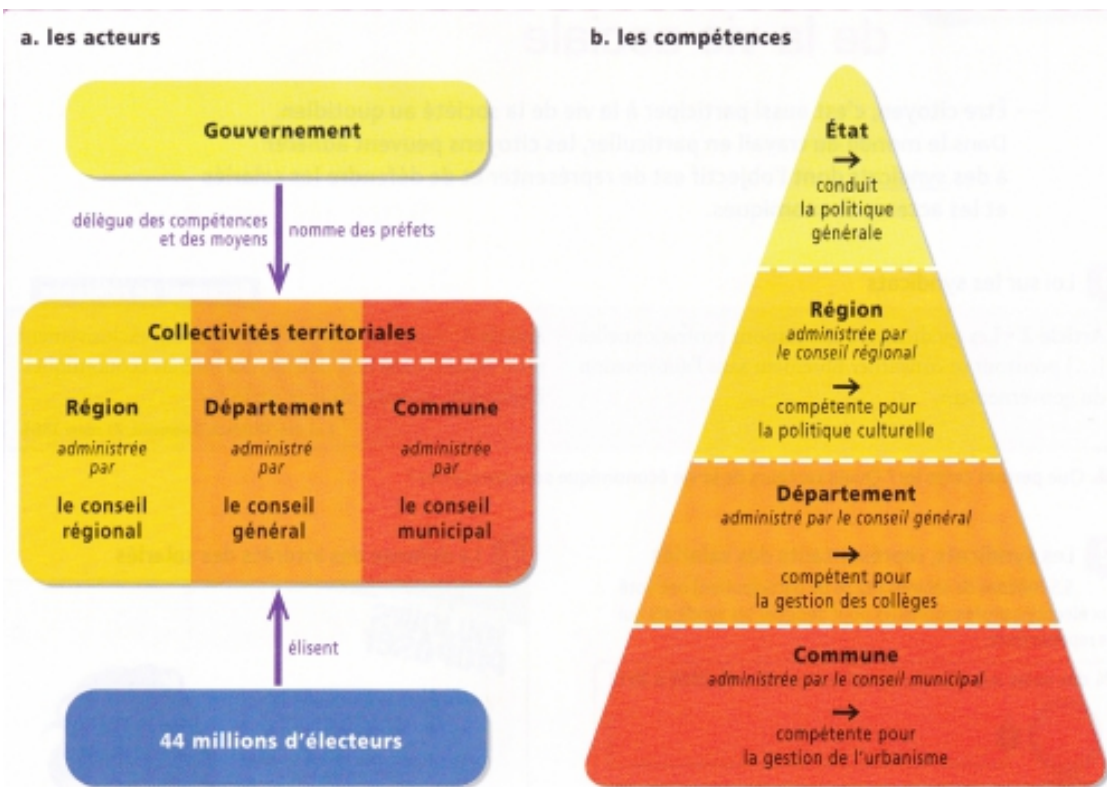 a. les acteurs
Gouvernement
délègue des compétences
et des moyens
nomme des préfets
Collectivités territoriales
Région
administrée
par
le conseil
régional
Département
administré
par
le conseil
général
Commune
administrée
par
le conseil
municipal
élisent
44 millions d'électeurs
b. les compétences
État
→
conduit
la politique
générale
Région
administrée par
le conseil régional
→
compétente pour
la politique culturelle
Département
administré par le conseil général
→
compétent pour
la gestion des collèges
Commune
administrée par le conseil municipal
→
compétente pour
la gestion de l'urbanisme